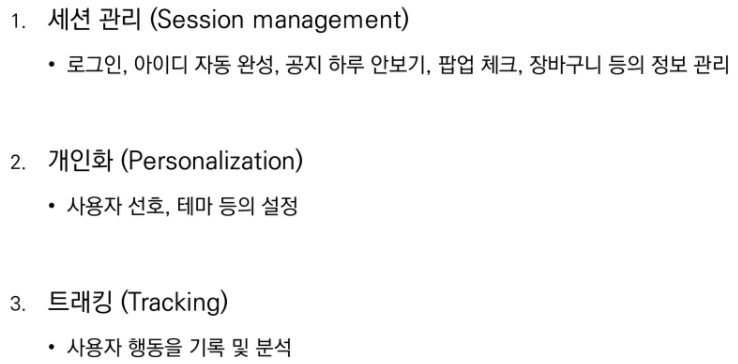 1. 세션 관리 (Session management)
• 로그인, 아이디 자동 완성, 공지 하루 안보기, 팝업 체크, 장바구니 등의 정보 관리
2. 개인화 (Personalization)
• 사용자 선호, 테마 등의 설정
3. 트래킹 (Tracking)
• 사용자 행동을 기록 및 분석